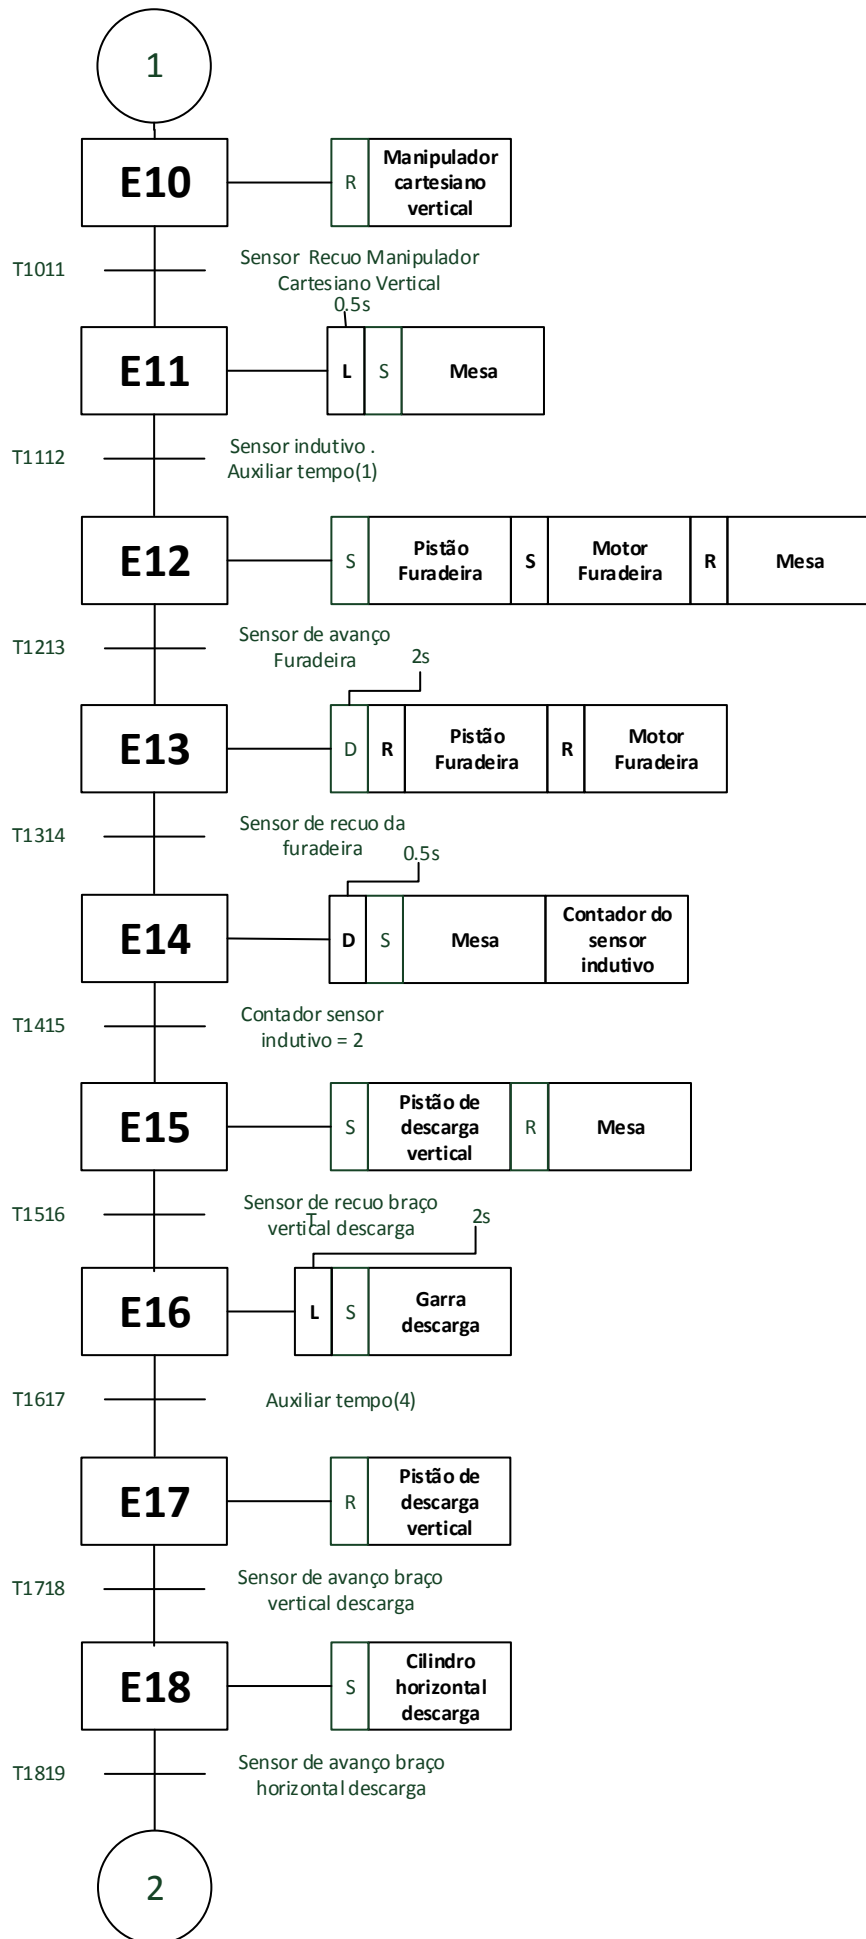 1
E10
R
Manipulador
cartesiano
vertical
T1011
Sensor Recuo Manipulador
Cartesiano Vertical
0.5s
E11
L
S
Mesa
T1112
Sensor indutivo .
Auxiliar tempo(1)
E12
S
Pistão
Furadeira
S
Motor
Furadeira
R
Mesa
T1213
Sensor de avanço
Furadeira
2s
E13
D
R
Pistão
Furadeira
R
Motor
Furadeira
T1314
Sensor de recuo da
furadeira
0.5s
E14
D
S
Mesa
Contador do
sensor
indutivo
T1415
Contador sensor
indutivo = 2
E15
S
Pistão de
descarga
vertical
R
Mesa
T1516
Sensor de recuo braço
vertical descarga
T
2s
E16
L
S
Garra
descarga
T1617
Auxiliar tempo(4)
E17
R
Pistão de
descarga
vertical
T1718
Sensor de avanço braço
vertical descarga
E18
S
Cilindro
horizontal
descarga
T1819
Sensor de avanço braço
horizontal descarga
2